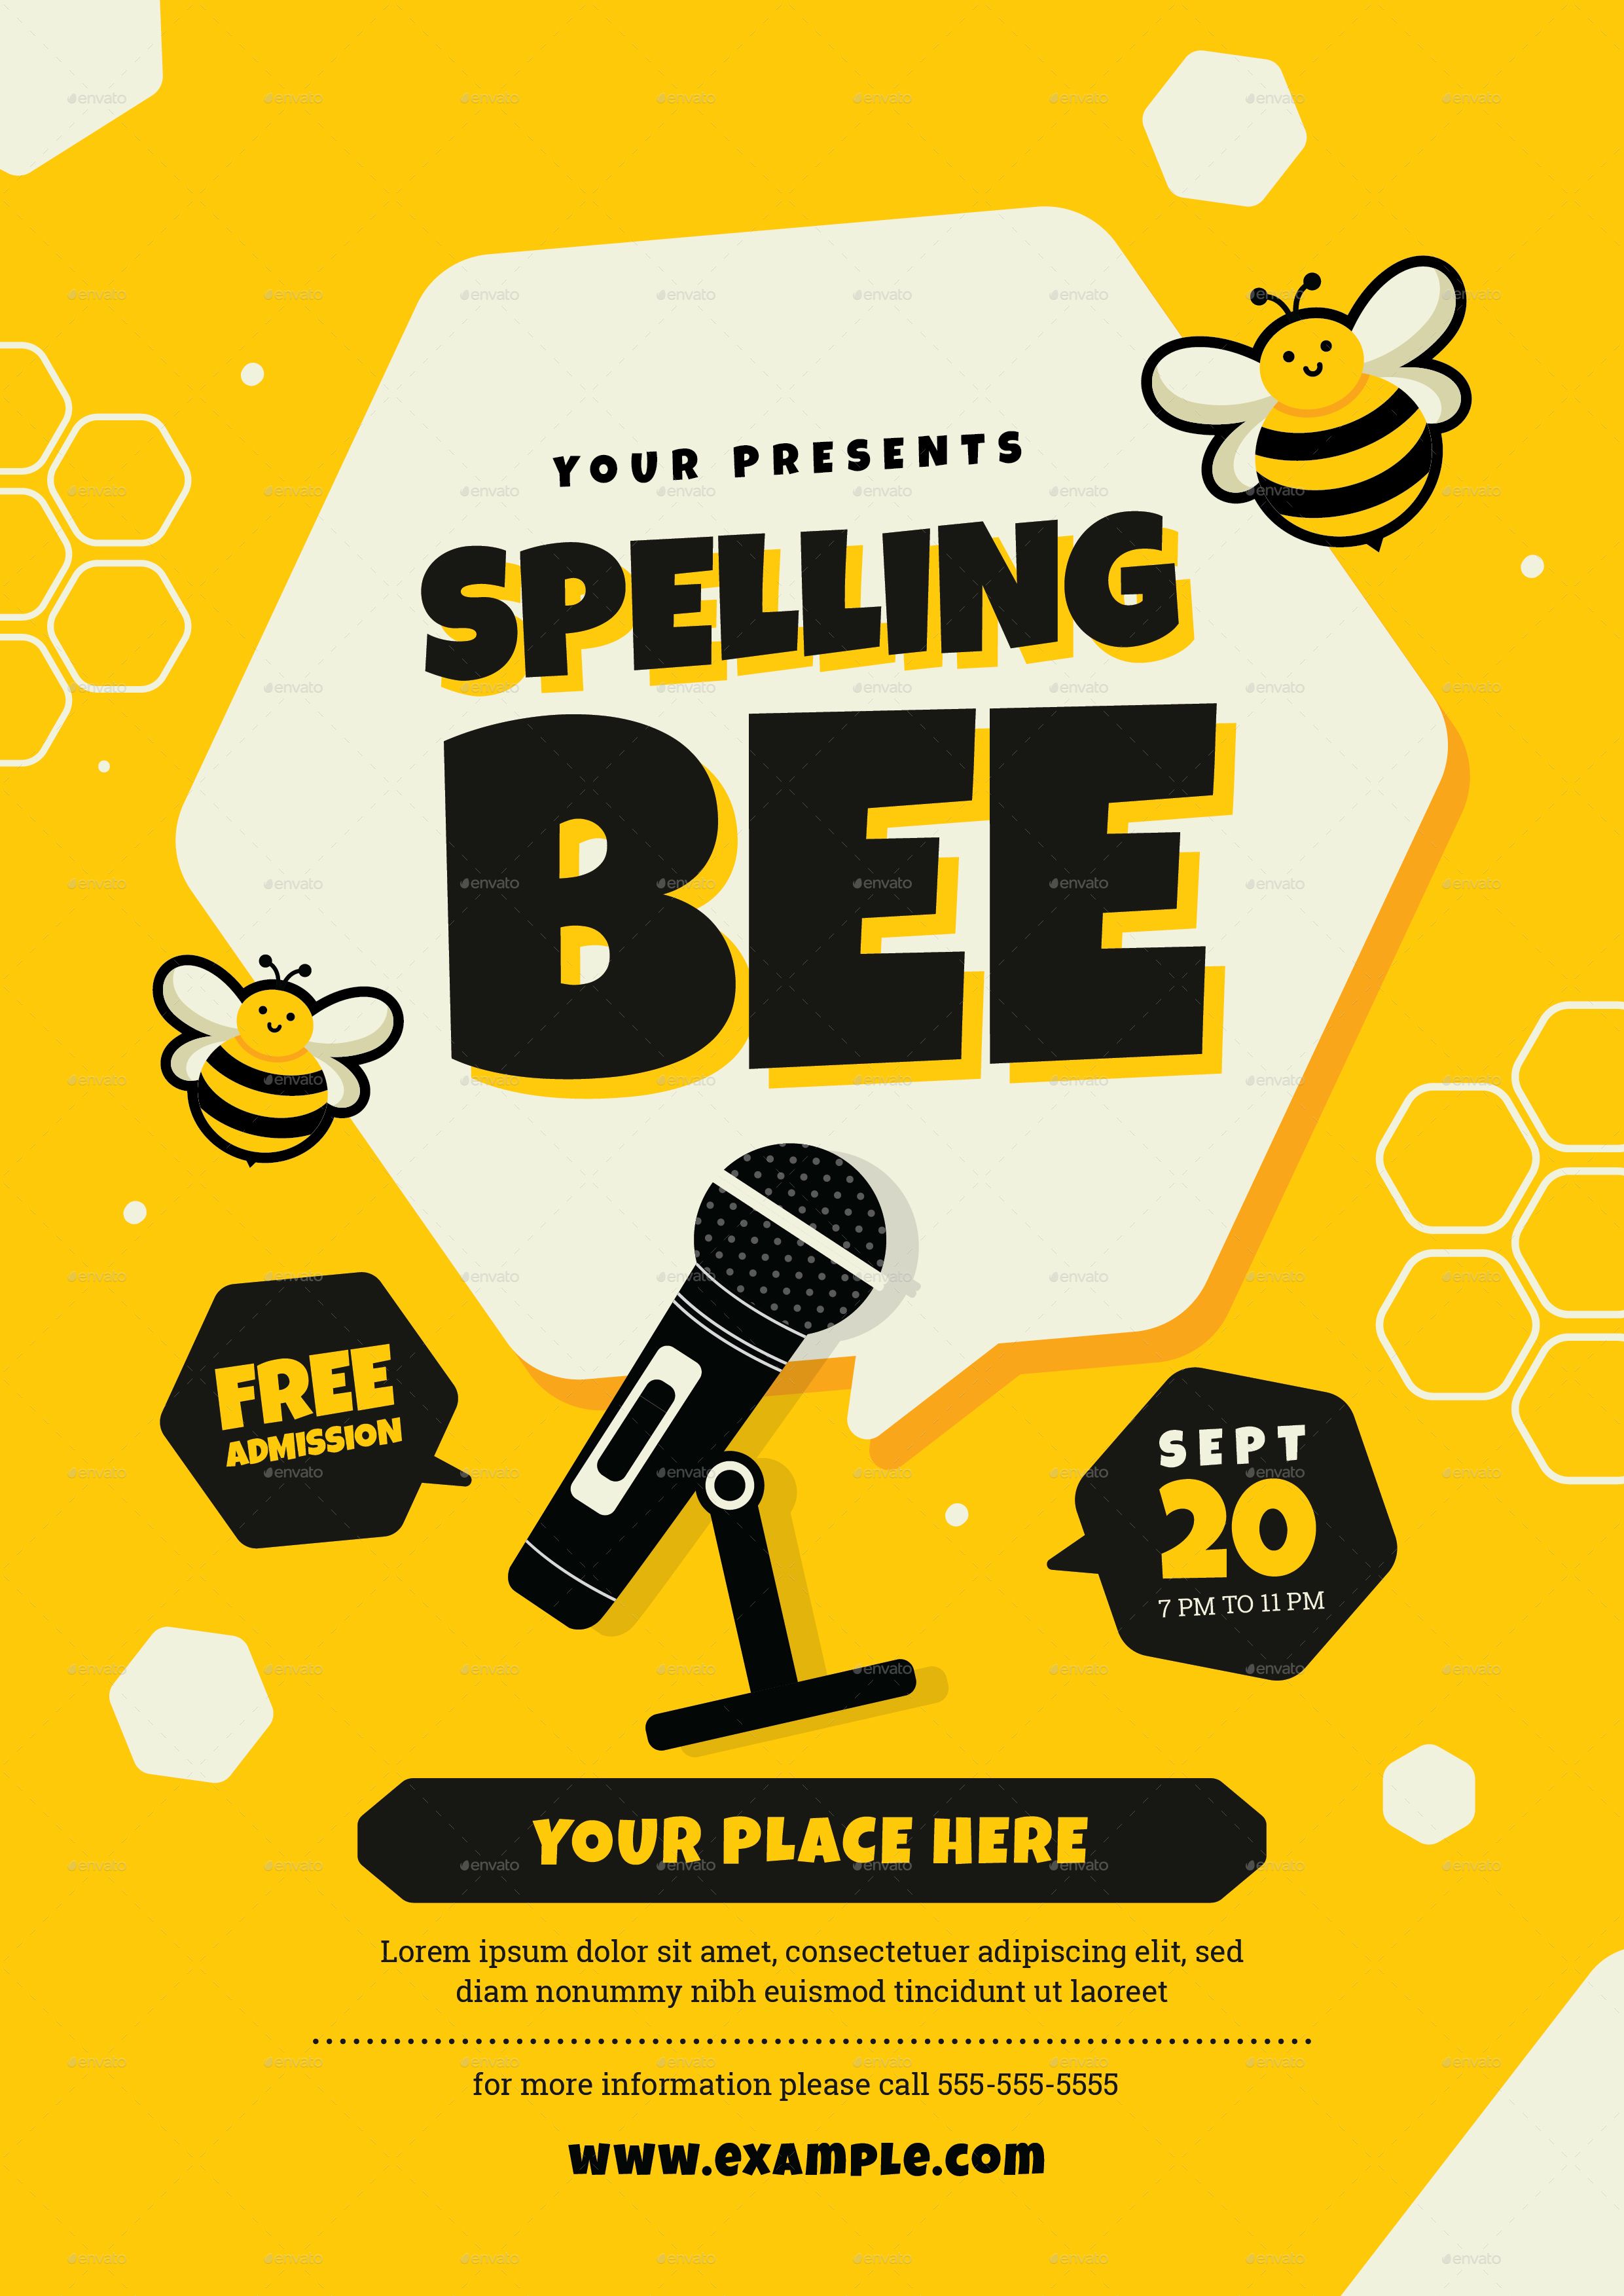 YOUR PRESENTS
SPELLING
BEE
FREE
ADMISSION
SEPT
20
7 PM TO 11 PM
YOUR PLACE HERE
Lorem ipsum dolor sit amet, consectetuer adipiscing elit, sed
diam nonummy nibh euismod tincidunt ut laoreet
for more information please call 555-555-5555
www.example.com
envato